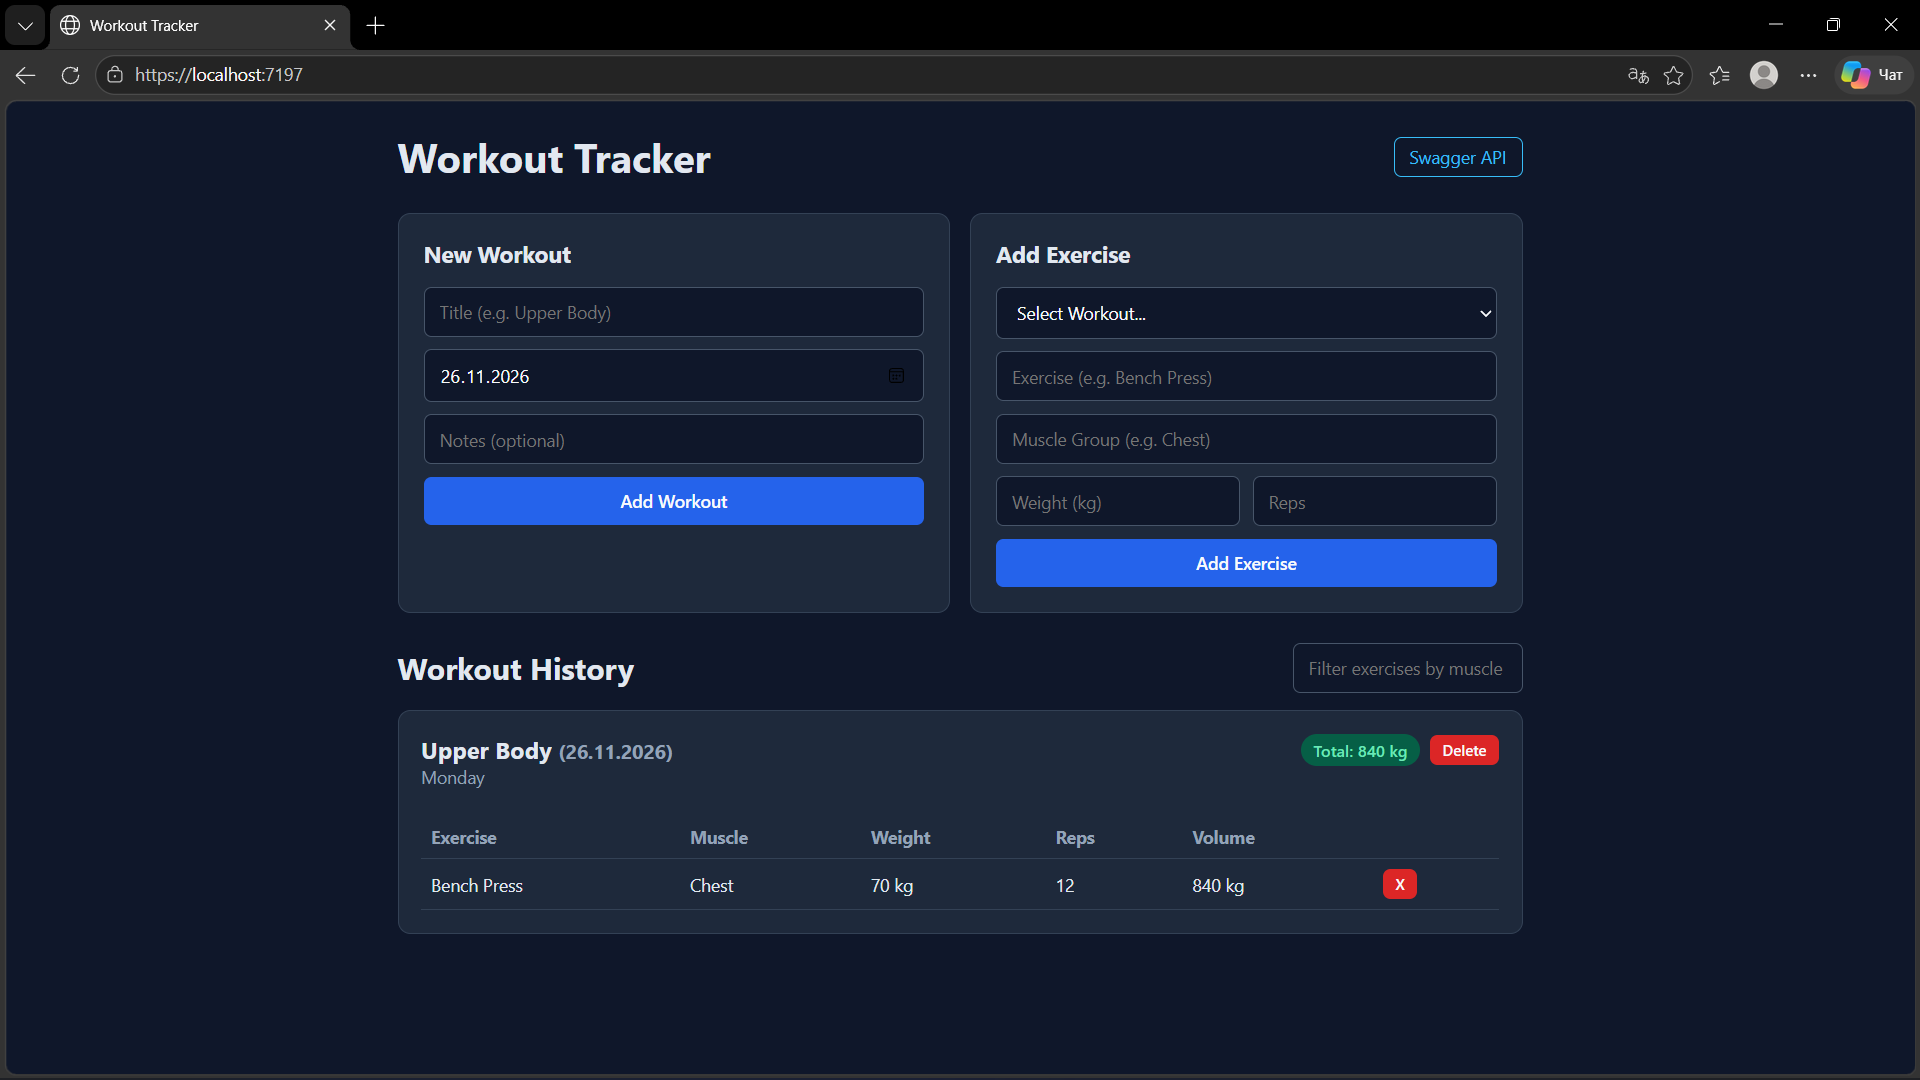 Workout Tracker
https://localhost:7197
Чат
Workout Tracker
Swagger API
New Workout
Title (e.g. Upper Body)
26.11.2026
Notes (optional)
Add Workout
Add Exercise
Select Workout...
Exercise (e.g. Bench Press)
Muscle Group (e.g. Chest)
Weight (kg) Reps
Add Exercise
Workout History
Filter exercises by muscle
Upper Body (26.11.2026)
Total: 840 kg Delete
Monday
Exercise Muscle Weight Reps Volume
Bench Press Chest 70 kg 12 840 kg X